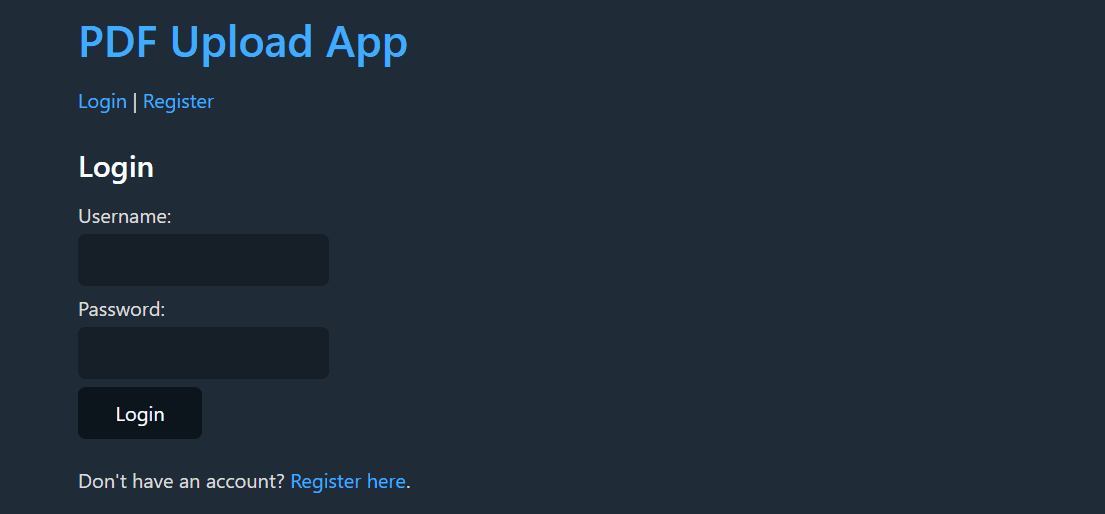 PDF Upload App
Login | Register
Login
Username:
Password:
Login
Don't have an account? Register here.